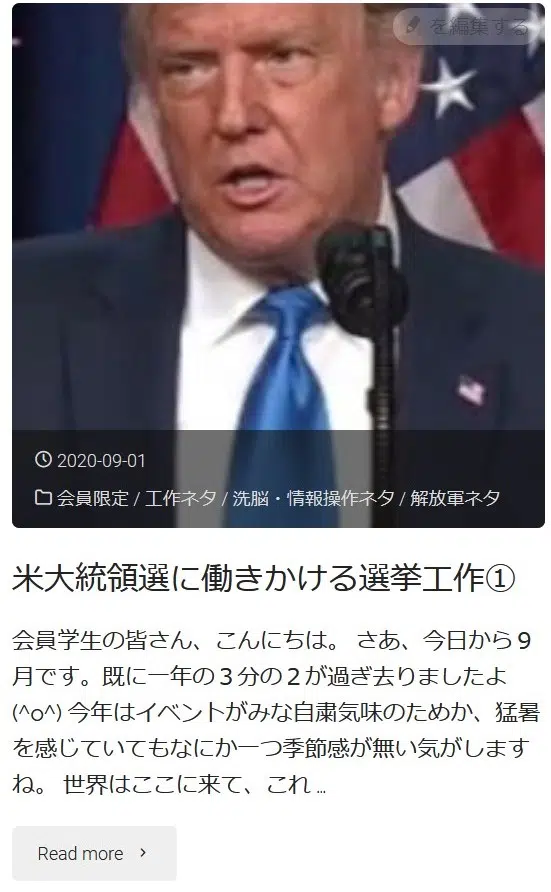 を編集する
2020-09-01
会員限定 / 工作ネタ / 洗脳・情報操作ネタ / 解放軍ネタ
米大統領選に働きかける選挙工作①
会員学生の皆さん、こんにちは。 さあ、今日から９
月です。既に一年の３分の２が過ぎ去りましたよ
(^o^) 今年はイベントがみな自粛気味のためか、猛暑
を感じていてもなにか一つ季節感が無い気がします
ね。 世界はここに来て、これ ...
Read more